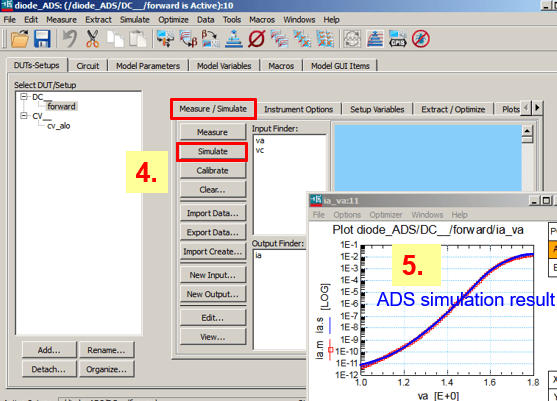 diode_ADS: (/diode_ADS/DC__/forward is Active):10
File Measure Extract Simulate Optimize Data Tools Macros Windows Help
DUTs-Setups Circuit Model Parameters Model Variables Macros Model GUI Items
Select DUT/Setup
DC__
forward
CV__
cv_alo
Measure / Simulate Instrument Options Setup Variables Extract / Optimize Plots
Measure
Simulate
Calibrate
Clear...
Import Data...
Export Data...
Import Create...
New Input...
New Output...
Edit...
View...
Input Finder:
va
vc
Output Finder:
ia
4.
Add... Rename...
Detach... Organize...
ia_va:11
File Options Optimizer Windows Help
Plot diode_ADS/DC__/forward/ia_va
5.
ADS simulation result
ia.m ia.s [LOG]
1E-1
1E-2
1E-3
1E-4
1E-5
1E-6
1E-7
1E-8
1E-9
1E-10
1E-11
1E-12
1.0 1.2 1.4 1.6 1.8
va [E+0]